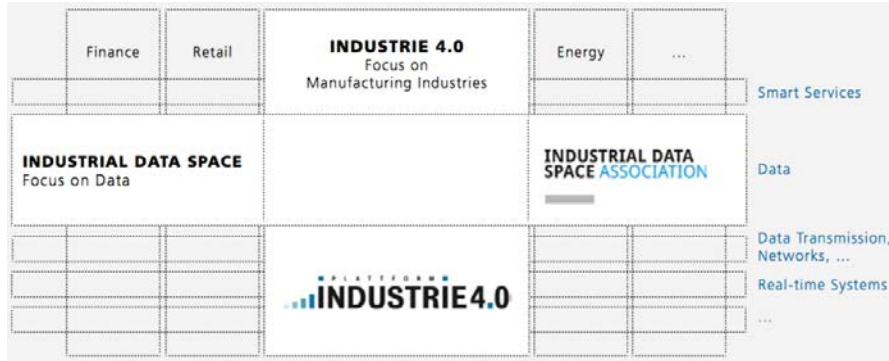 Finance
Retail
INDUSTRIE 4.0
Focus on
Manufacturing Industries
Energy
...
Smart Services
INDUSTRIAL DATA SPACE
Focus on Data
INDUSTRIAL DATA
SPACE ASSOCIATION
Data
Data Transmission,
Networks, ...
Real-time Systems
...
PLATTFORM
INDUSTRIE4.0